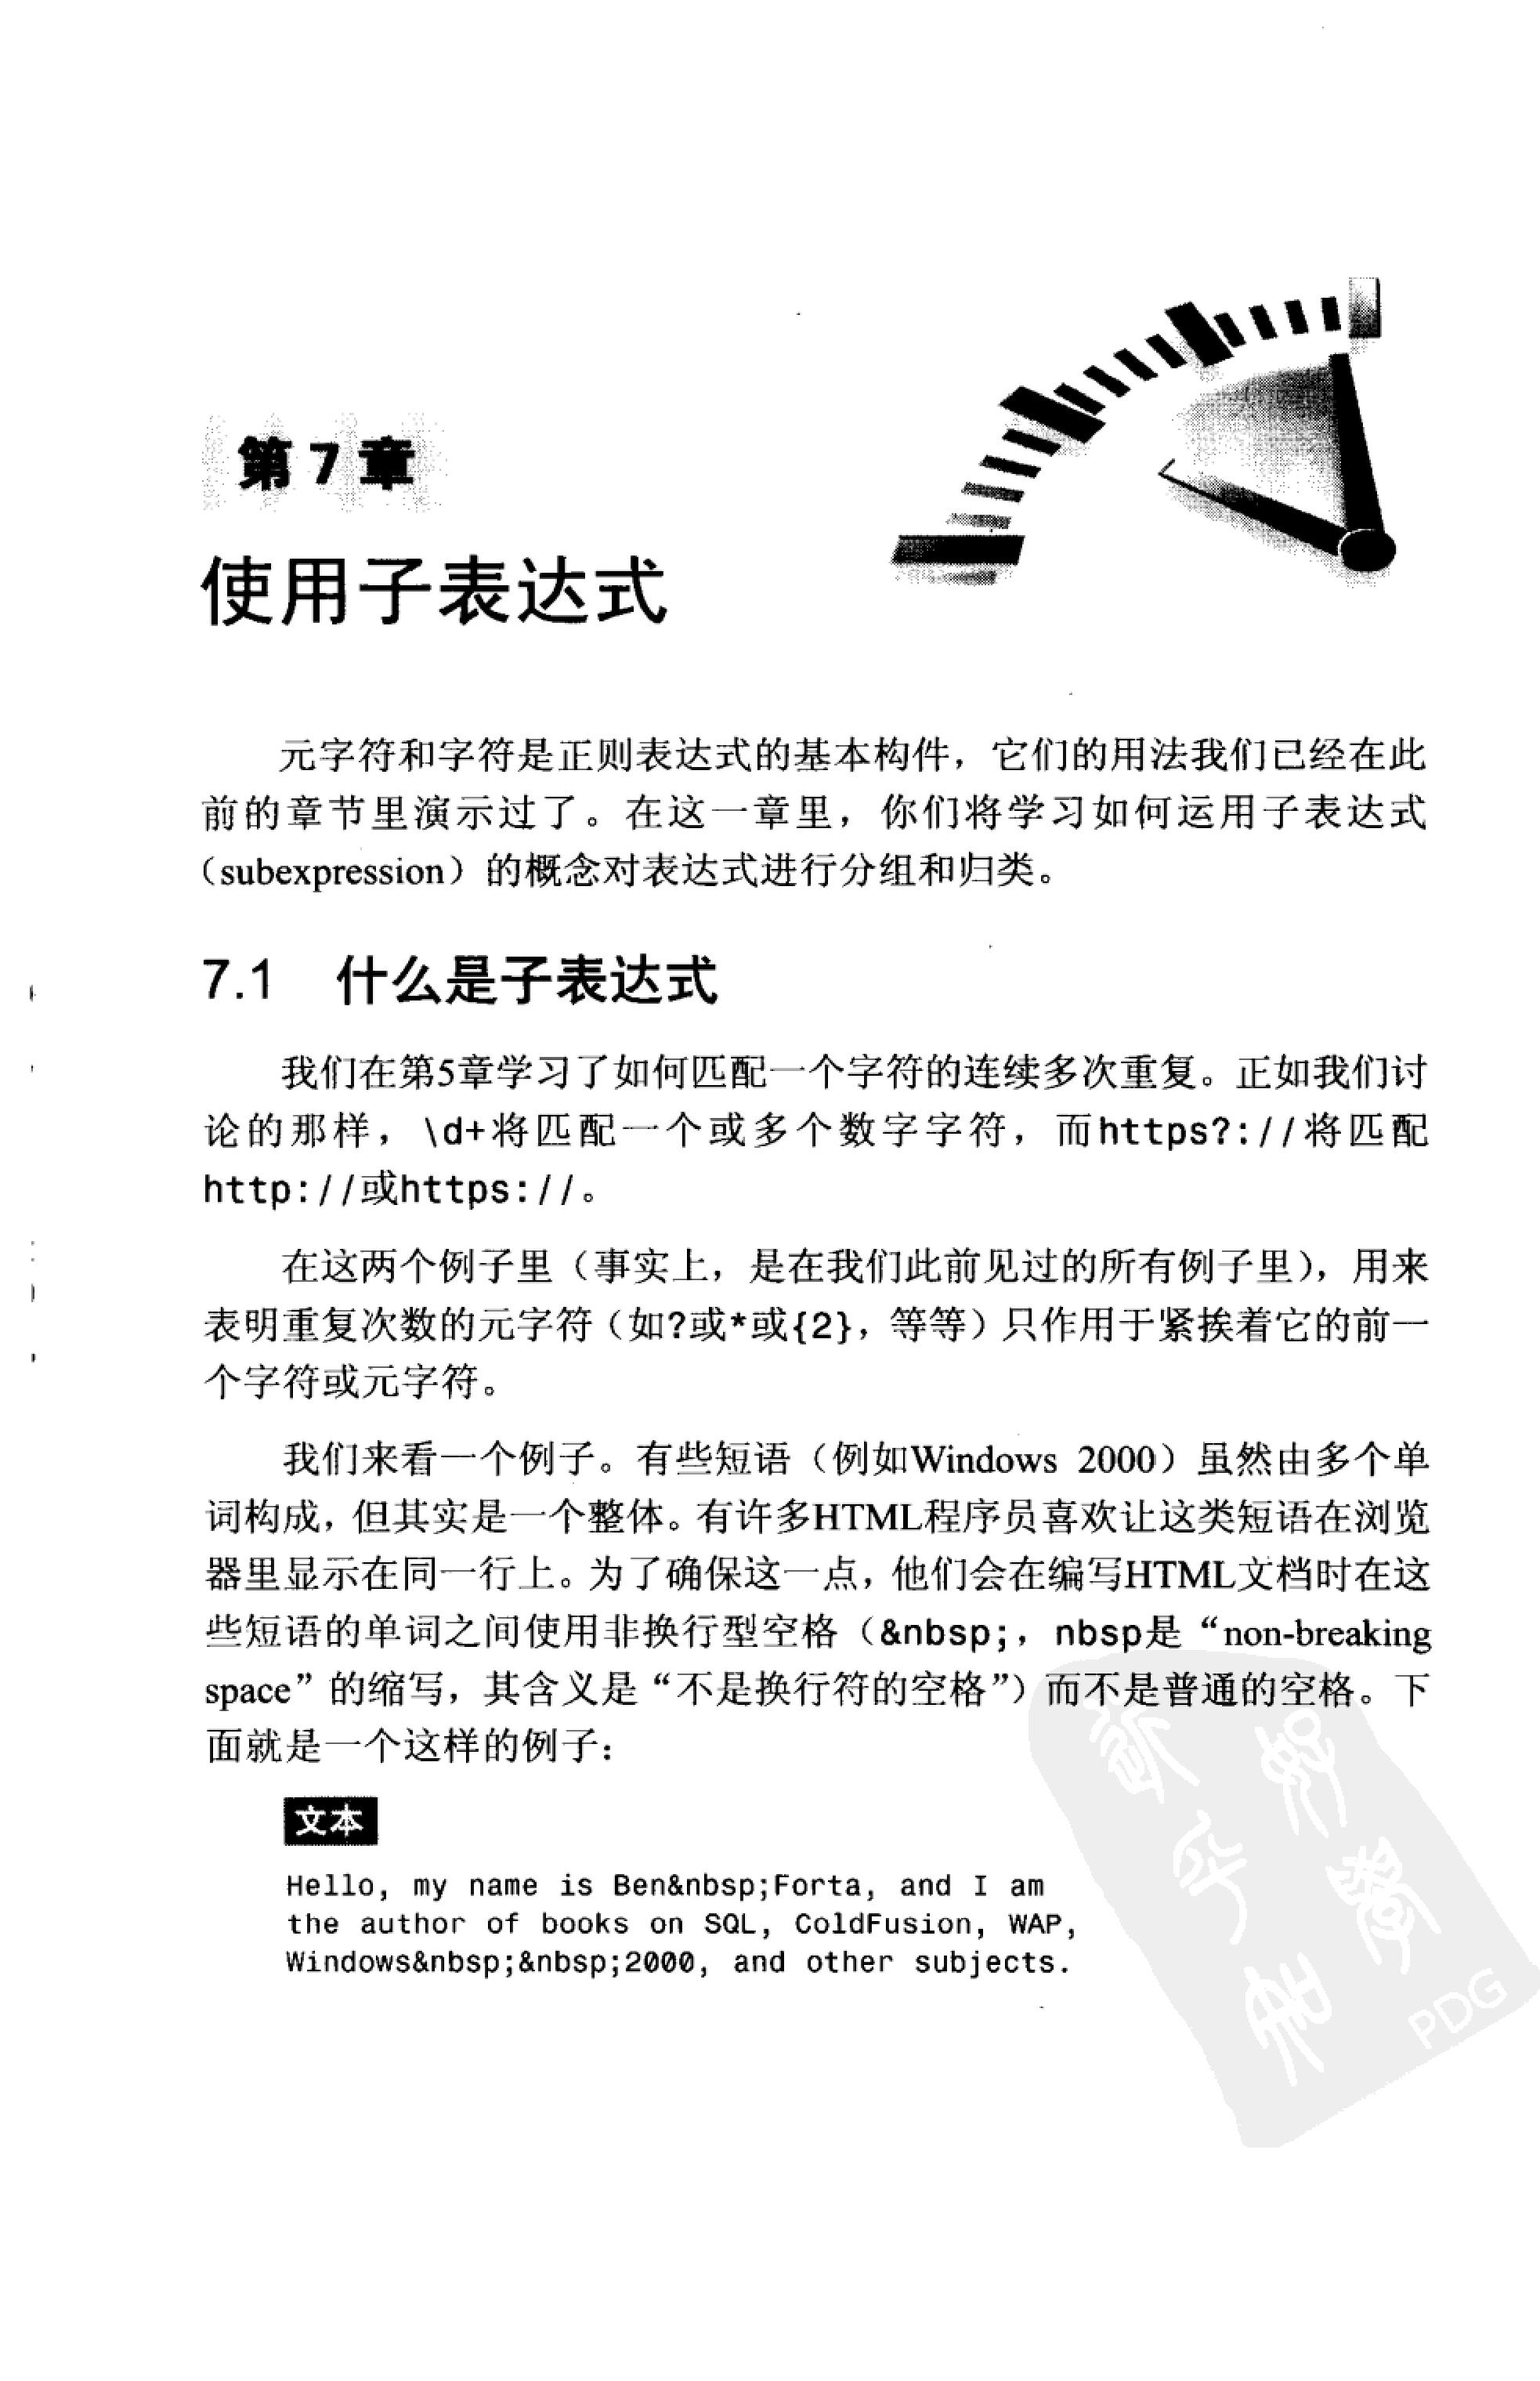 第7章
使用子表达式
元字符和字符是正则表达式的基本构件，它们的用法我们已经在此
前的章节里演示过了。在这一章里，你们将学习如何运用子表达式
（subexpression）的概念对表达式进行分组和归类。
7.1 什么是子表达式
我们在第5章学习了如何匹配一个字符的连续多次重复。正如我们讨
论的那样，\d+将匹配一个或多个数字字符，而https?://将匹配
http://或https://。
在这两个例子里（事实上，是在我们此前见过的所有例子里），用来
表明重复次数的元字符（如?或*或{2}，等等）只作用于紧挨着它的前一
个字符或元字符。
我们来看一个例子。有些短语（例如Windows 2000）虽然由多个单
词构成，但其实是一个整体。有许多HTML程序员喜欢让这类短语在浏览
器里显示在同一行上。为了确保这一点，他们会在编写HTML文档时在这
些短语的单词之间使用非换行型空格（&nbsp;，nbsp是“non-breaking
space”的缩写，其含义是“不是换行符的空格”）而不是普通的空格。下
面就是一个这样的例子：
文本
Hello, my name is Ben&nbsp;Forta, and I am
the author of books on SQL, ColdFusion, WAP,
Windows&nbsp;&nbsp;2000, and other subjects.
PDG